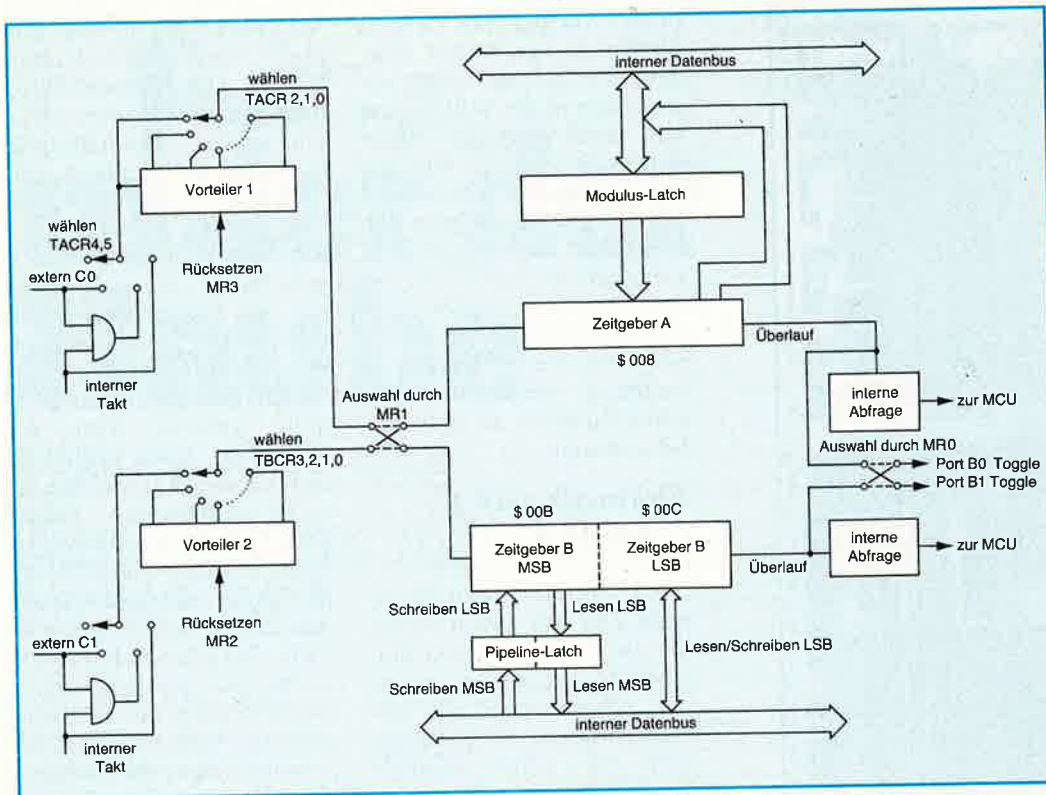 interner Datenbus
wählen
TACR 2,1,0
Vorteiler 1
Modulus-Latch
wählen
TACR4,5
extern C0
Rücksetzen
MR3
Zeitgeber A
Überlauf
$ 008
interner
Takt
interne
Abfrage
zur MCU
Auswahl durch
MR1
Auswahl durch MR0
wählen
TBCR3,2,1,0
Port B0 Toggle
Port B1 Toggle
$ 00B
$ 00C
Vorteiler 2
Zeitgeber B
MSB
Zeitgeber B
LSB
Überlauf
interne
Abfrage
zur MCU
Rücksetzen
MR2
Schreiben LSB
Lesen LSB
extern C1
Pipeline-Latch
Lesen/Schreiben LSB
Schreiben MSB
Lesen MSB
interner Datenbus
interner
Takt